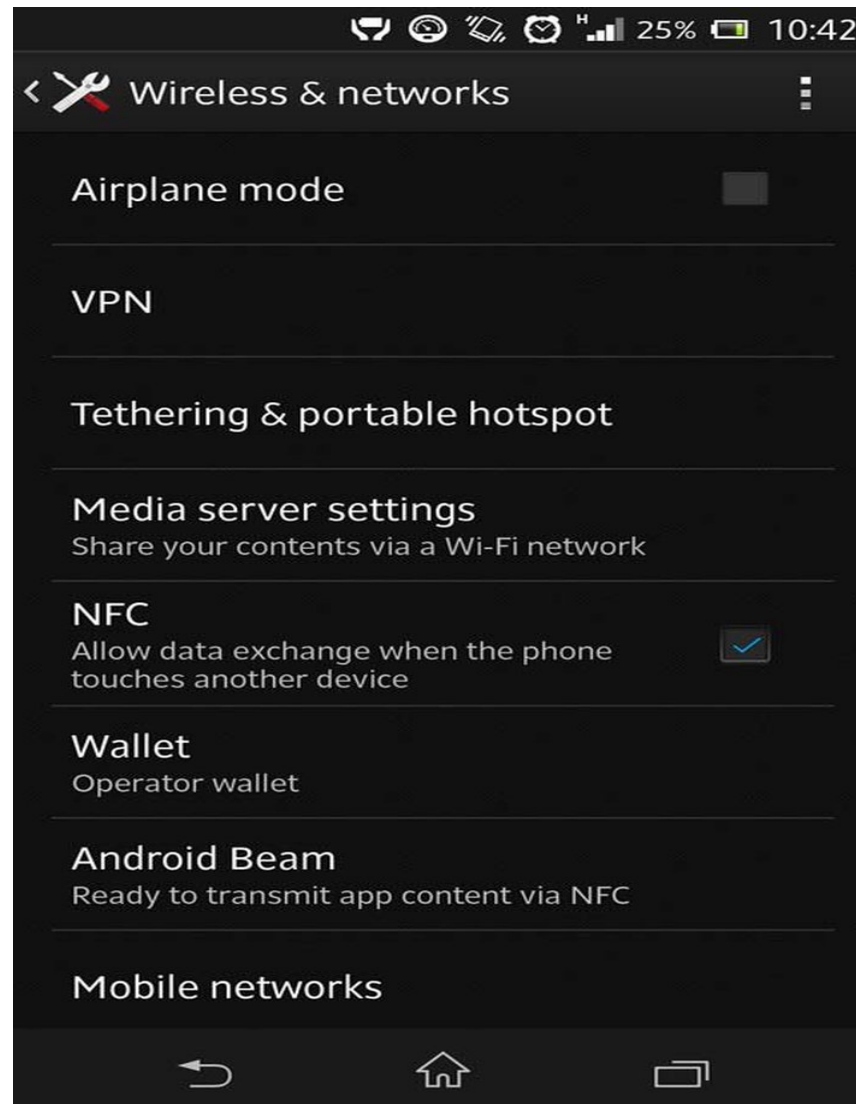 H 25% 10:42
Wireless & networks
Airplane mode
VPN
Tethering & portable hotspot
Media server settings
Share your contents via a Wi-Fi network
NFC
Allow data exchange when the phone
touches another device
Wallet
Operator wallet
Android Beam
Ready to transmit app content via NFC
Mobile networks